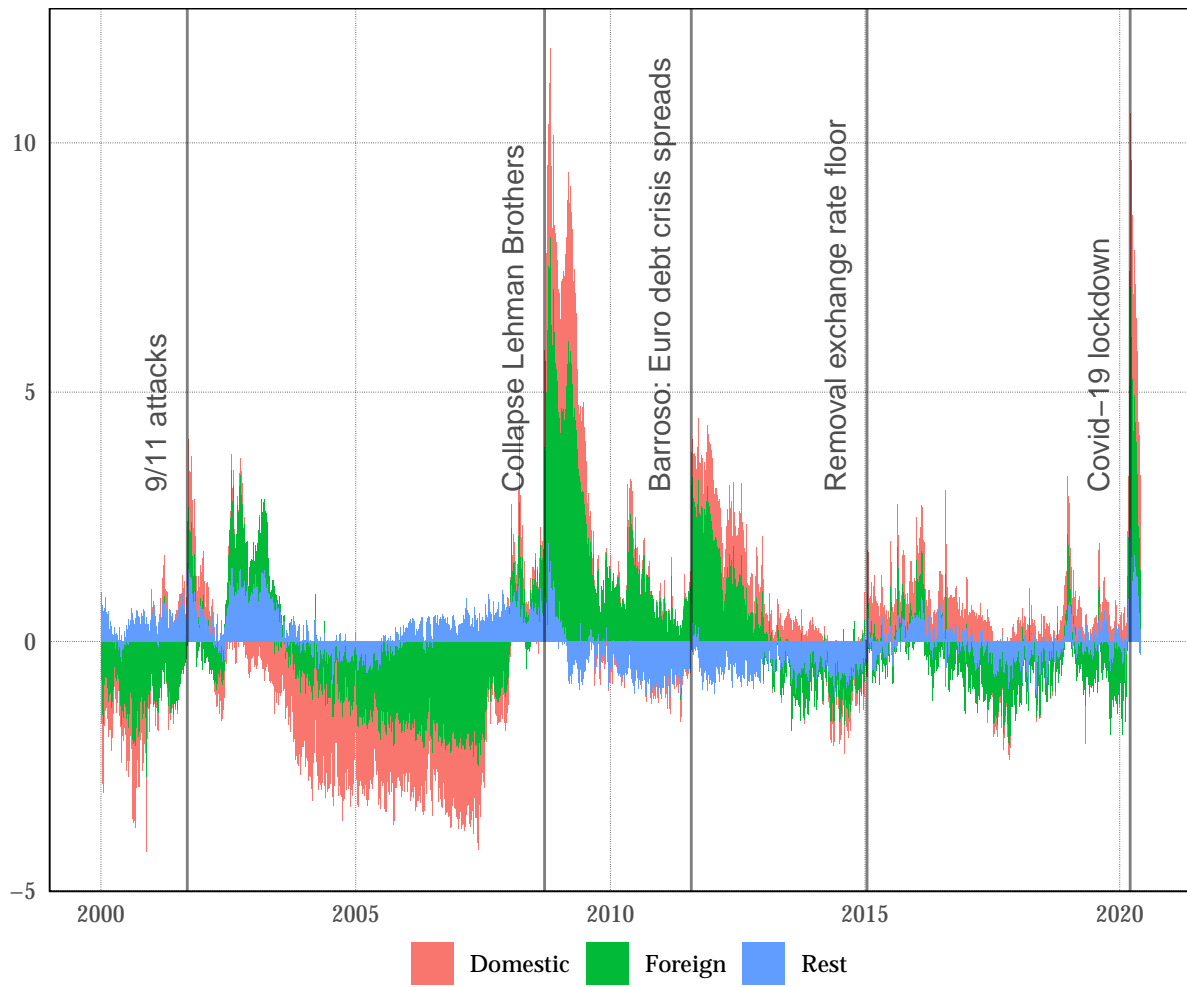 10
5
0
−5
9/11 attacks
Collapse Lehman Brothers
Barroso: Euro debt crisis spreads
Removal exchange rate floor
Covid−19 lockdown
2000
2005
2010
2015
2020
Domestic
Foreign
Rest